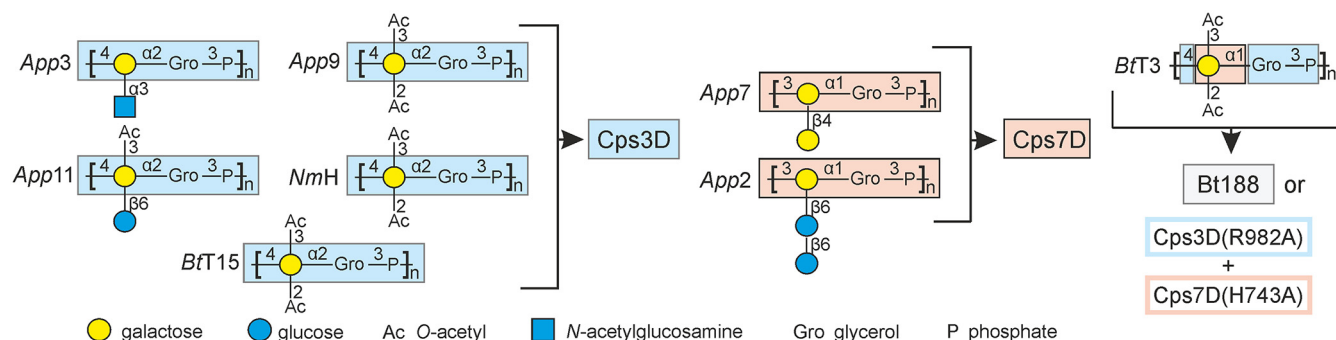 App3 [ 4 α2 Gro 3 P ]n
α3
Ac
3
App9 [ 4 α2 Gro 3 P ]n
2
Ac
Ac
3
App11 [ 4 α2 Gro 3 P ]n
β6
Ac
3
NmH [ 4 α2 Gro 3 P ]n
2
Ac
Ac
3
BtT15 [ 4 α2 Gro 3 P ]n
2
Ac
Cps3D
App7 [ 3 α1 Gro 3 P ]n
β4
App2 [ 3 α1 Gro 3 P ]n
β6
β6
Cps7D
Ac
3
BtT3 [ 4 α1 Gro 3 P ]n
2
Ac
Bt188 or
Cps3D(R982A)
+
Cps7D(H743A)
galactose glucose Ac O-acetyl N-acetylglucosamine Gro glycerol P phosphate